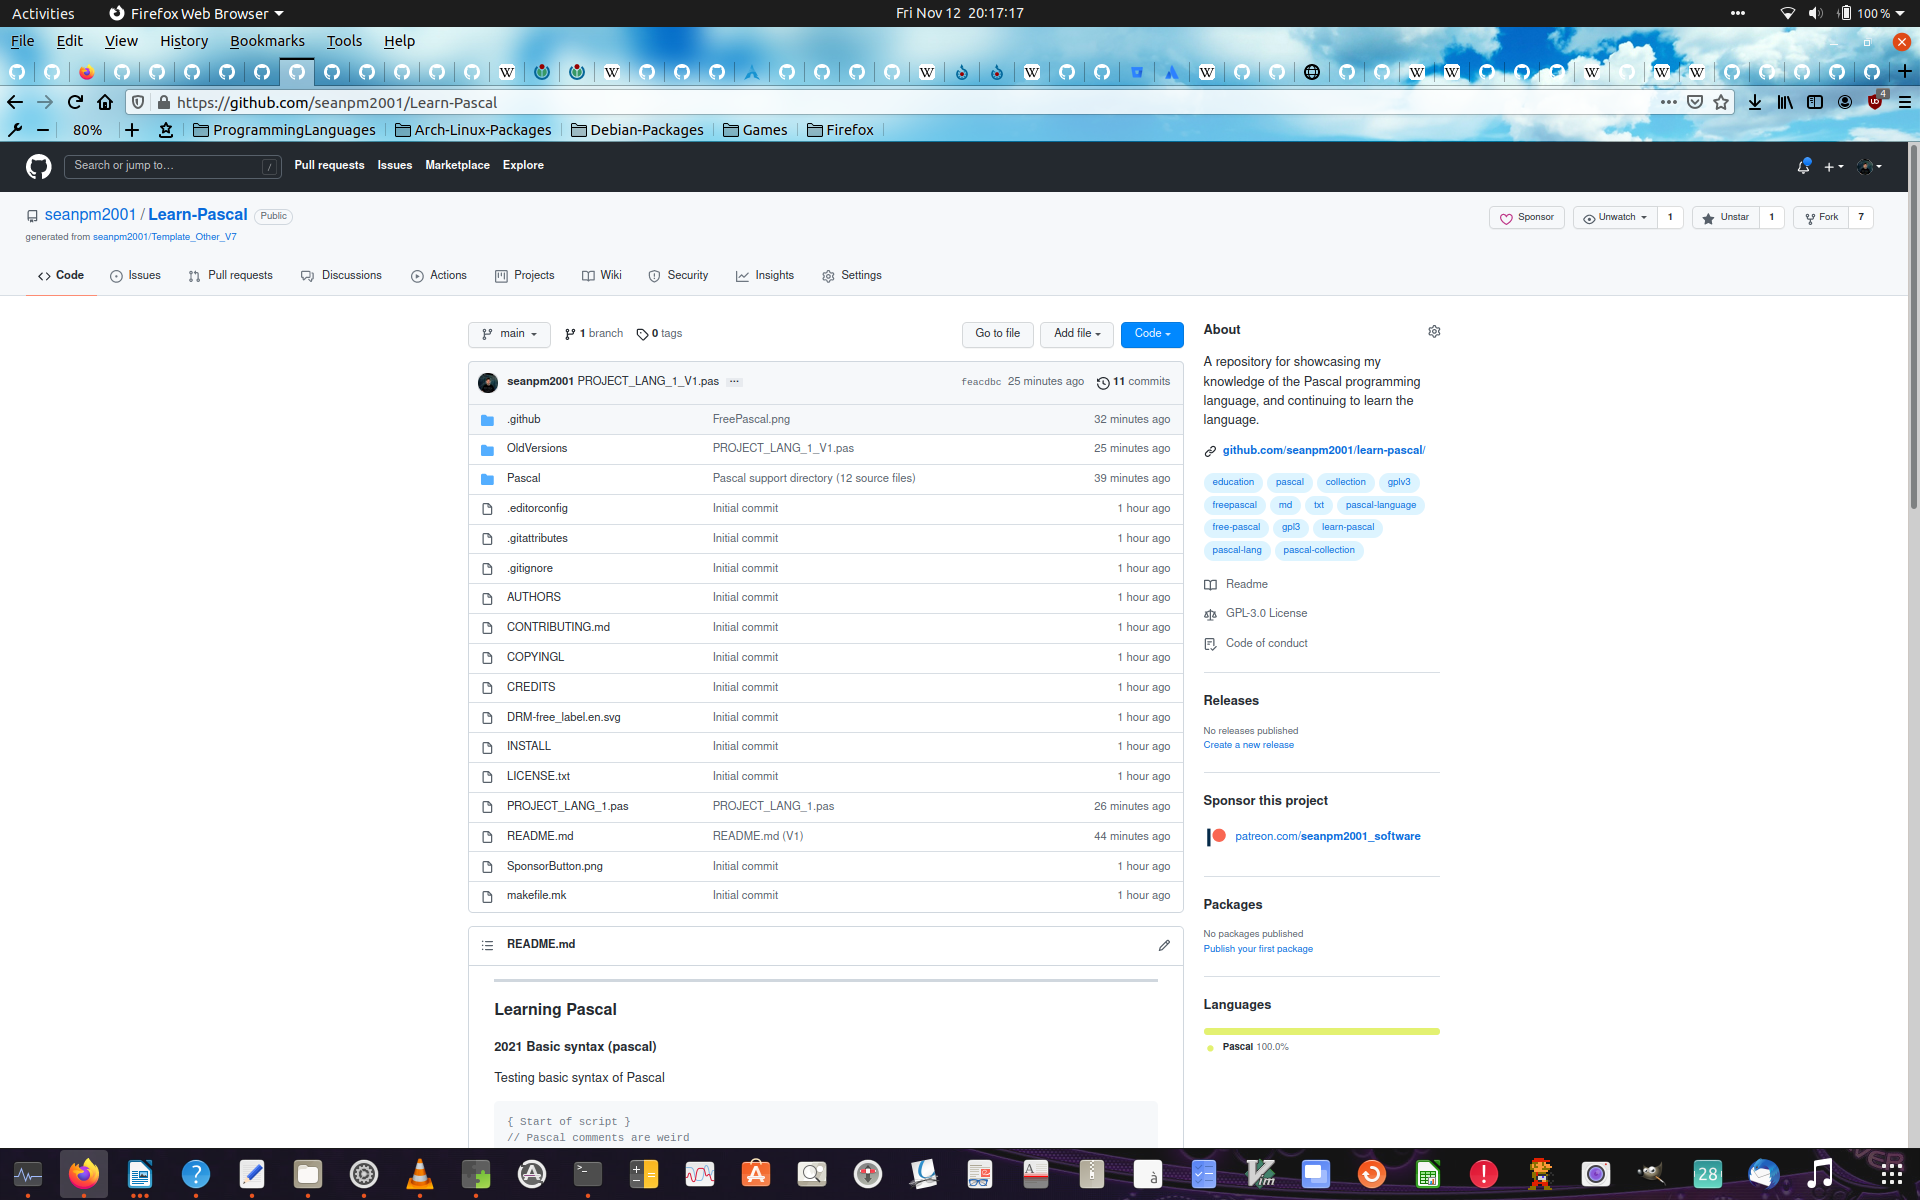 Activities
Firefox Web Browser
Fri Nov 12 20:17:17
100 %
File Edit View History Bookmarks Tools Help
https://github.com/seanpm2001/Learn-Pascal
4
80%
ProgrammingLanguages
Arch-Linux-Packages
Debian-Packages
Games
Firefox
Search or jump to...
/
Pull requests Issues Marketplace Explore
seanpm2001 / Learn-Pascal Public
generated from seanpm2001/Template_Other_V7
Sponsor
Unwatch 1
Unstar 1
Fork 7
Code Issues Pull requests Discussions Actions Projects Wiki Security Insights Settings
main 1 branch 0 tags
Go to file Add file Code
seanpm2001 PROJECT_LANG_1_V1.pas ... feacdbc 25 minutes ago 11 commits
.github FreePascal.png 32 minutes ago
OldVersions PROJECT_LANG_1_V1.pas 25 minutes ago
Pascal Pascal support directory (12 source files) 39 minutes ago
.editorconfig Initial commit 1 hour ago
.gitattributes Initial commit 1 hour ago
.gitignore Initial commit 1 hour ago
AUTHORS Initial commit 1 hour ago
CONTRIBUTING.md Initial commit 1 hour ago
COPYINGL Initial commit 1 hour ago
CREDITS Initial commit 1 hour ago
DRM-free_label.en.svg Initial commit 1 hour ago
INSTALL Initial commit 1 hour ago
LICENSE.txt Initial commit 1 hour ago
PROJECT_LANG_1.pas PROJECT_LANG_1.pas 26 minutes ago
README.md README.md (V1) 44 minutes ago
SponsorButton.png Initial commit 1 hour ago
makefile.mk Initial commit 1 hour ago
README.md
Learning Pascal
2021 Basic syntax (pascal)
Testing basic syntax of Pascal
{ Start of script }
// Pascal comments are weird
About
A repository for showcasing my
knowledge of the Pascal programming
language, and continuing to learn the
language.
github.com/seanpm2001/learn-pascal/
education pascal collection gplv3
freepascal md txt pascal-language
free-pascal gpl3 learn-pascal
pascal-lang pascal-collection
Readme
GPL-3.0 License
Code of conduct
Releases
No releases published
Create a new release
Sponsor this project
patreon.com/seanpm2001_software
Packages
No packages published
Publish your first package
Languages
Pascal 100.0%
28